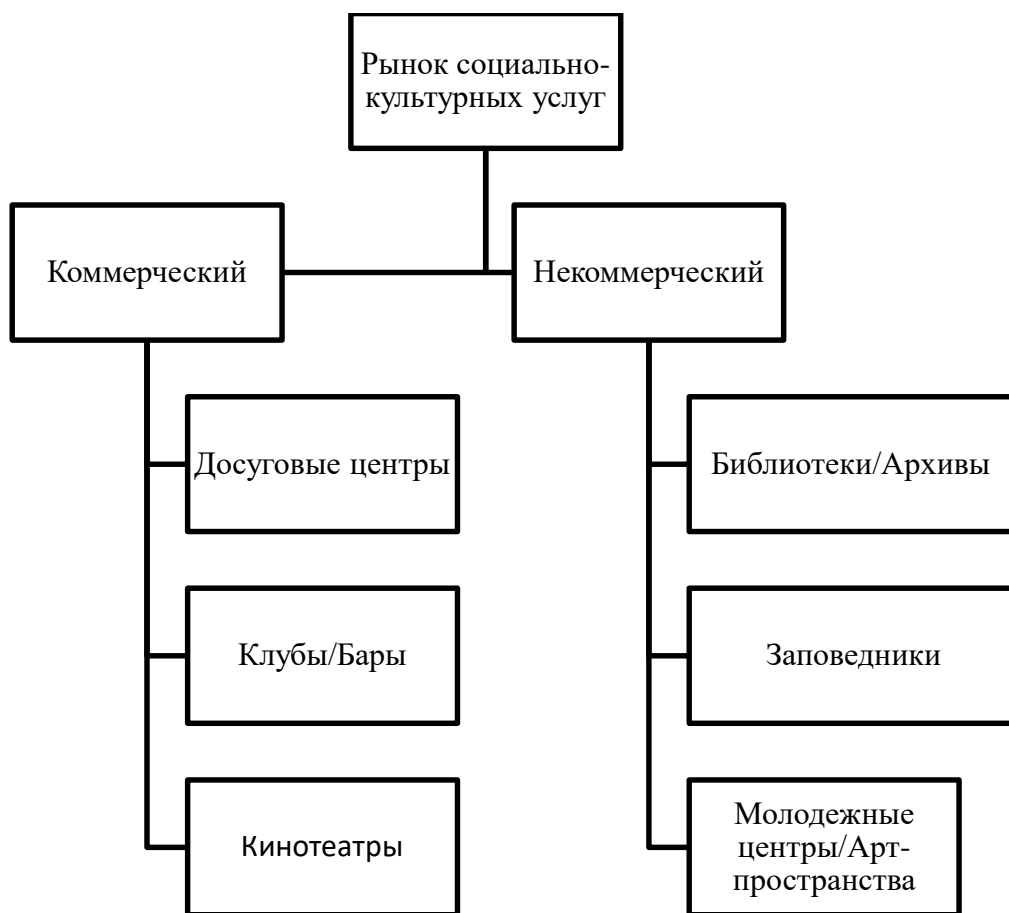 Рынок социально-
культурных услуг
Коммерческий
Некоммерческий
Досуговые центры
Библиотеки/Архивы
Клубы/Бары
Заповедники
Кинотеатры
Молодежные
центры/Арт-
пространства